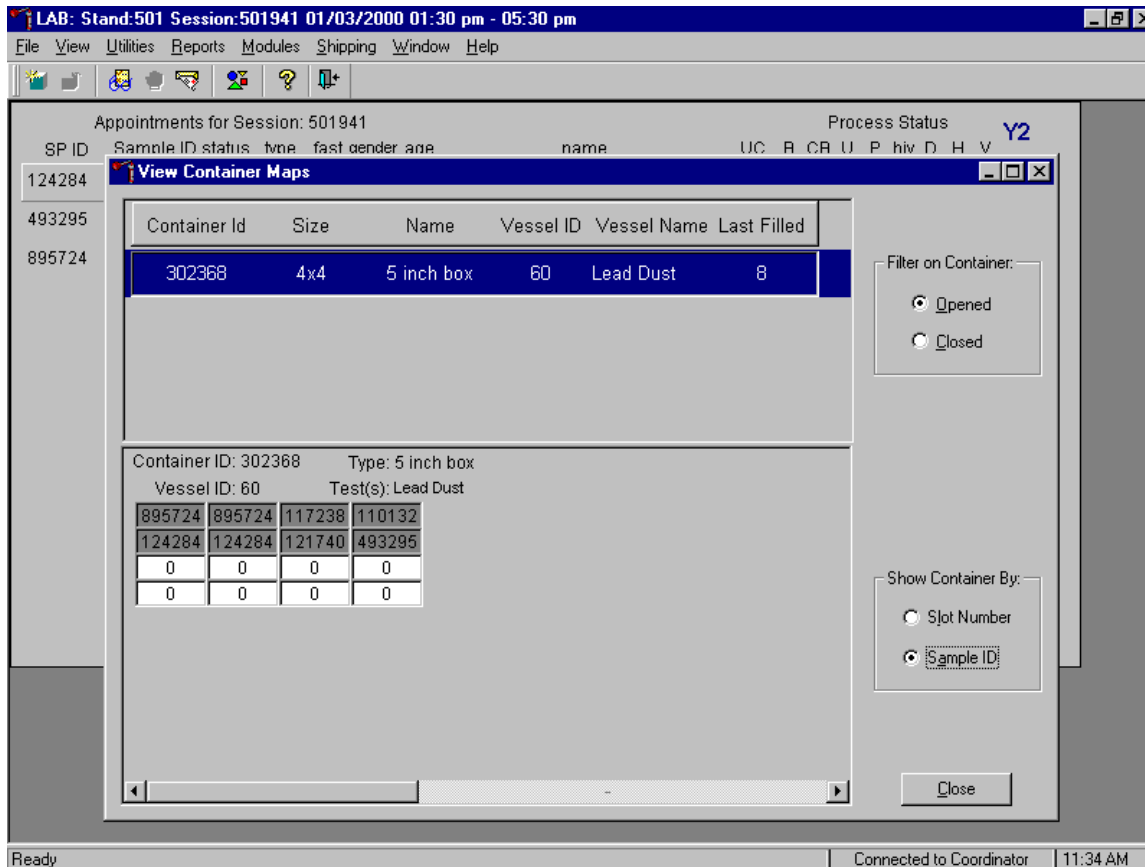 LAB: Stand:501 Session:501941 01/03/2000 01:30 pm - 05:30 pm
File View Utilities Reports Modules Shipping Window Help
Appointments for Session: 501941 Process Status Y2
SP ID Sample ID status type fast gender age name UC B CB U P hiv D H V
124284
493295
895724
View Container Maps
Container Id Size Name Vessel ID Vessel Name Last Filled
302368 4x4 5 inch box 60 Lead Dust 8
Filter on Container:
Opened
Closed
Container ID: 302368 Type: 5 inch box
Vessel ID: 60 Test(s): Lead Dust
895724 895724 117238 110132
124284 124284 121740 493295
0 0 0 0
0 0 0 0
Show Container By:
Slot Number
Sample ID
Close
Ready Connected to Coordinator 11:34 AM